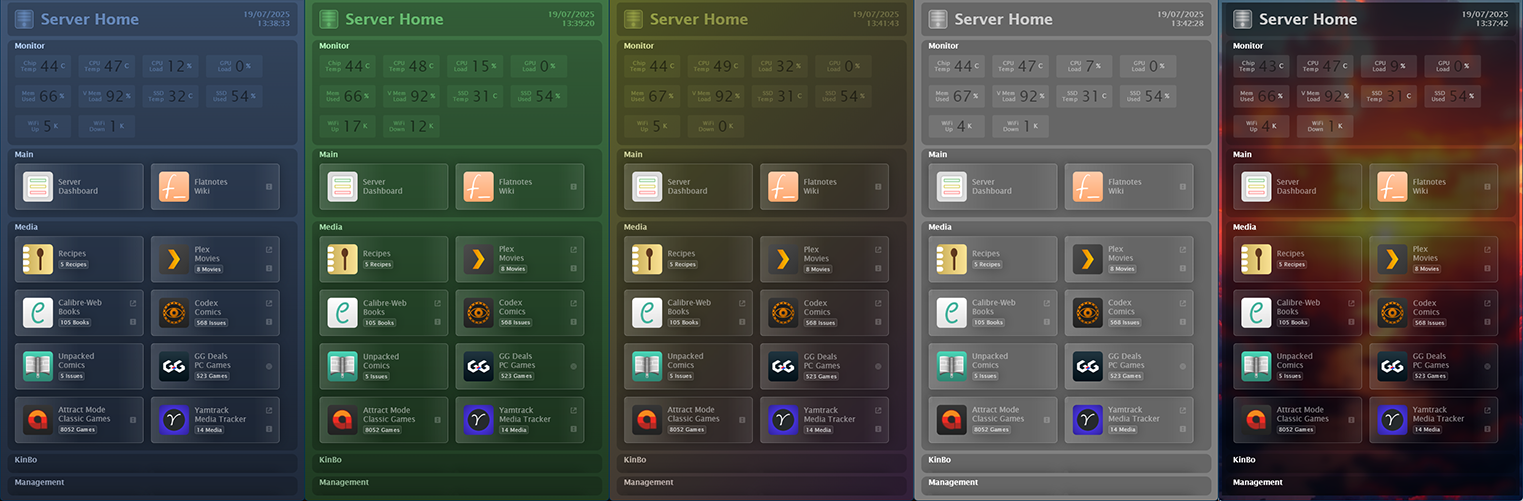 Server Home
19/07/2025
13:38:33
Monitor
Chip Temp 44 C
CPU Temp 47 C
CPU Load 12 %
GPU Load 0 %
Mem Used 66 %
V Mem Load 92 %
SSD Temp 32 C
SSD Used 54 %
WiFi Up 5 K
WiFi Down 1 K
Main
Server
Dashboard
Flatnotes
Wiki
Media
Recipes
5 Recipes
Plex
Movies
8 Movies
Calibre-Web
Books
105 Books
Codex
Comics
568 Issues
Unpacked
Comics
5 Issues
GG Deals
PC Games
523 Games
Attract Mode
Classic Games
8052 Games
Yamtrack
Media Tracker
14 Media
KinBo
Management
Server Home
19/07/2025
13:39:20
Monitor
Chip Temp 44 C
CPU Temp 48 C
CPU Load 15 %
GPU Load 0 %
Mem Used 66 %
V Mem Load 92 %
SSD Temp 31 C
SSD Used 54 %
WiFi Up 17 K
WiFi Down 12 K
Main
Server
Dashboard
Flatnotes
Wiki
Media
Recipes
5 Recipes
Plex
Movies
8 Movies
Calibre-Web
Books
105 Books
Codex
Comics
568 Issues
Unpacked
Comics
5 Issues
GG Deals
PC Games
523 Games
Attract Mode
Classic Games
8052 Games
Yamtrack
Media Tracker
14 Media
KinBo
Management
Server Home
19/07/2025
13:41:43
Monitor
Chip Temp 44 C
CPU Temp 49 C
CPU Load 32 %
GPU Load 0 %
Mem Used 67 %
V Mem Load 92 %
SSD Temp 31 C
SSD Used 54 %
WiFi Up 5 K
WiFi Down 0 K
Main
Server
Dashboard
Flatnotes
Wiki
Media
Recipes
5 Recipes
Plex
Movies
8 Movies
Calibre-Web
Books
105 Books
Codex
Comics
568 Issues
Unpacked
Comics
5 Issues
GG Deals
PC Games
523 Games
Attract Mode
Classic Games
8052 Games
Yamtrack
Media Tracker
14 Media
KinBo
Management
Server Home
19/07/2025
13:42:28
Monitor
Chip Temp 44 C
CPU Temp 47 C
CPU Load 7 %
GPU Load 0 %
Mem Used 67 %
V Mem Load 92 %
SSD Temp 31 C
SSD Used 54 %
WiFi Up 4 K
WiFi Down 1 K
Main
Server
Dashboard
Flatnotes
Wiki
Media
Recipes
5 Recipes
Plex
Movies
8 Movies
Calibre-Web
Books
105 Books
Codex
Comics
568 Issues
Unpacked
Comics
5 Issues
GG Deals
PC Games
523 Games
Attract Mode
Classic Games
8052 Games
Yamtrack
Media Tracker
14 Media
KinBo
Management
Server Home
19/07/2025
13:37:42
Monitor
Chip Temp 43 C
CPU Temp 47 C
CPU Load 9 %
GPU Load 0 %
Mem Used 66 %
V Mem Load 92 %
SSD Temp 31 C
SSD Used 54 %
WiFi Up 4 K
WiFi Down 1 K
Main
Server
Dashboard
Flatnotes
Wiki
Media
Recipes
5 Recipes
Plex
Movies
8 Movies
Calibre-Web
Books
105 Books
Codex
Comics
568 Issues
Unpacked
Comics
5 Issues
GG Deals
PC Games
523 Games
Attract Mode
Classic Games
8052 Games
Yamtrack
Media Tracker
14 Media
KinBo
Management